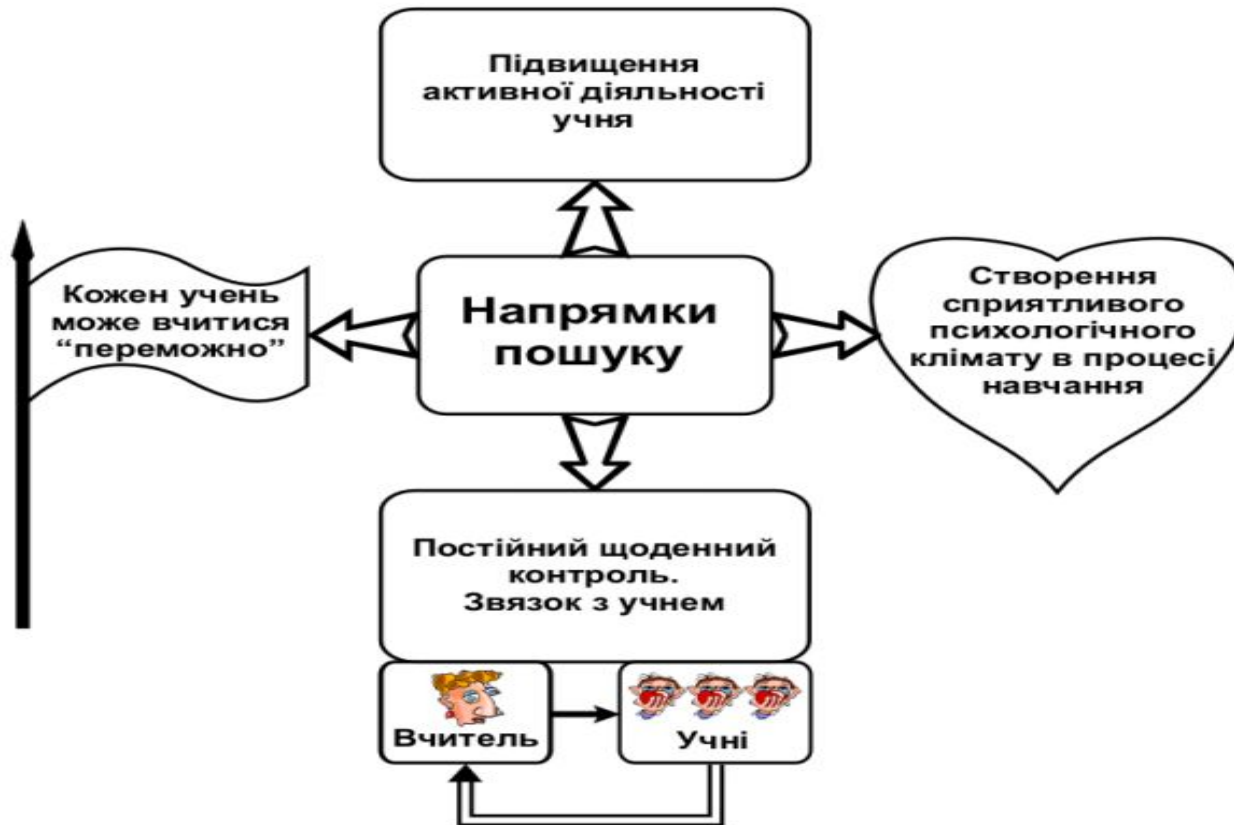 Підвищення
активної діяльності
учня
Кожен учень
може вчитися
“переможно”
Напрямки
пошуку
Створення
сприятливого
психологічного
клімату в процесі
навчання
Постійний щоденний
контроль.
Звязок з учнем
Вчитель
Учні